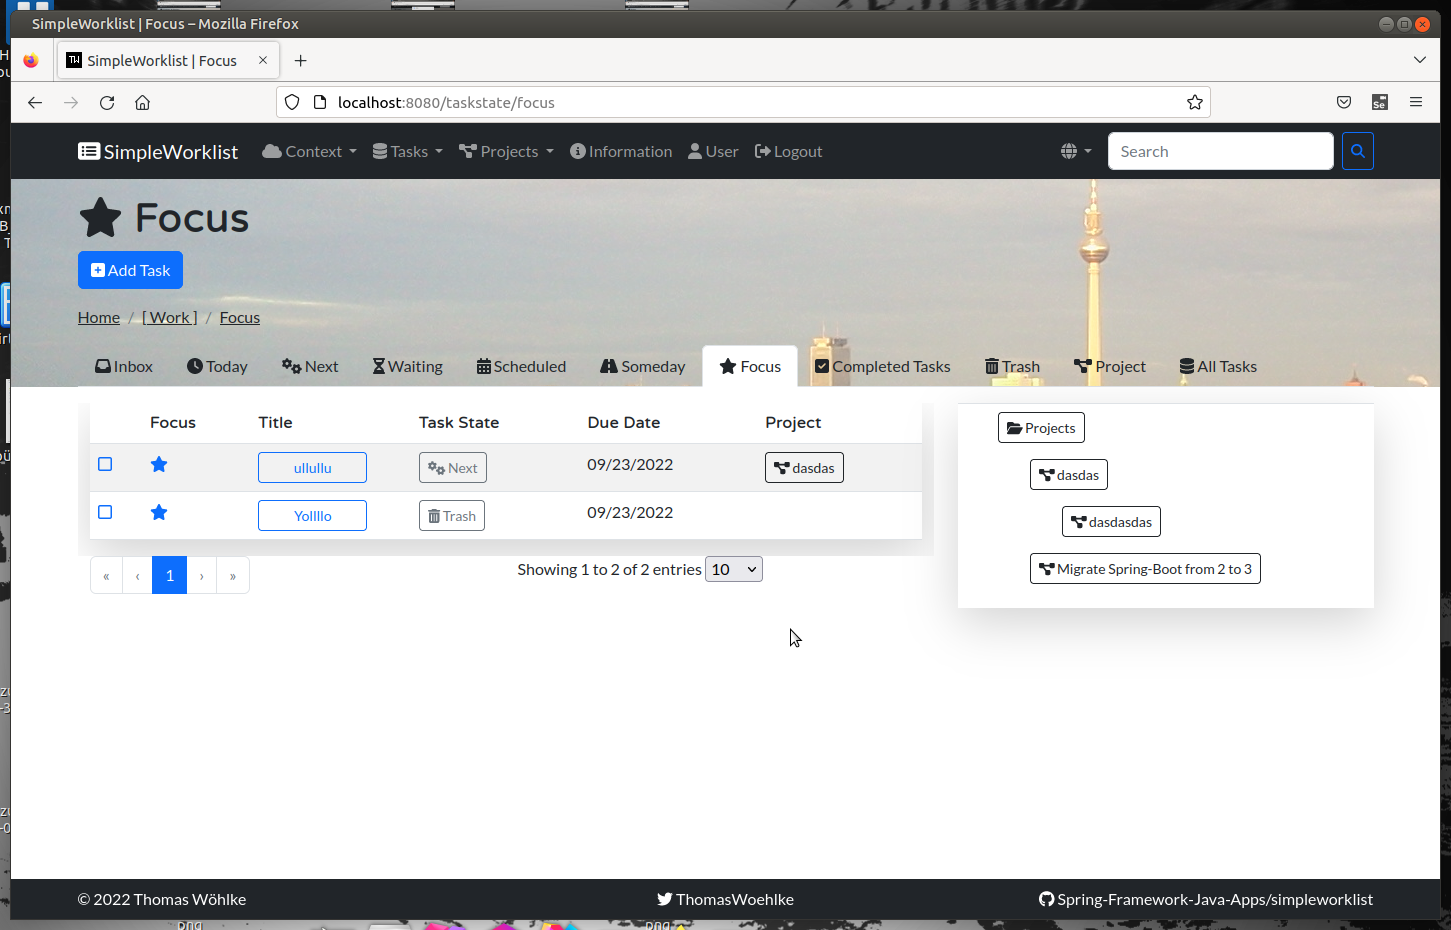 SimpleWorklist | Focus – Mozilla Firefox
TW SimpleWorklist | Focus
localhost:8080/taskstate/focus
Se
SimpleWorklist Context Tasks Projects Information User Logout Search
Focus
Add Task
Home / [ Work ] / Focus
Inbox Today Next Waiting Scheduled Someday Focus Completed Tasks Trash Project All Tasks
Focus Title Task State Due Date Project
ullullu Next 09/23/2022 dasdas
Yollllo Trash 09/23/2022
« ‹ 1 › »
Showing 1 to 2 of 2 entries 10
Projects
dasdas
dasdasdas
Migrate Spring-Boot from 2 to 3
© 2022 Thomas Wöhlke ThomasWoehlke Spring-Framework-Java-Apps/simpleworklist
png png